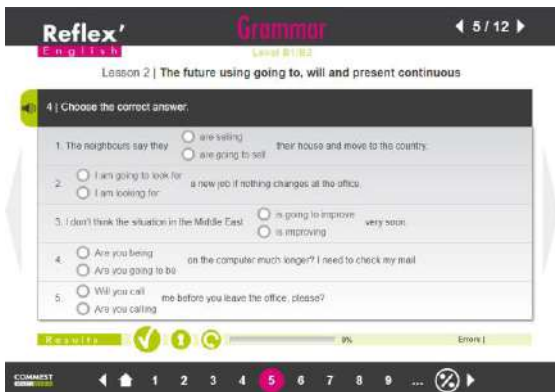 Reflex'
English
Grammar
Level B1/B2
5 / 12
Lesson 2 | The future using going to, will and present continuous
4 | Choose the correct answer.
1. The neighbours say they
are selling
are going to sell
their house and move to the country.
2.
I am going to look for
I am looking for
a new job if nothing changes at the office.
3. I don't think the situation in the Middle East
is going to improve
is improving
very soon.
4.
Are you being
Are you going to be
on the computer much longer? I need to check my mail
5.
Will you call
Are you calling
me before you leave the office, please?
Results
0%
Errors |
COMMEST
1 2 3 4 5 6 7 8 9 ...